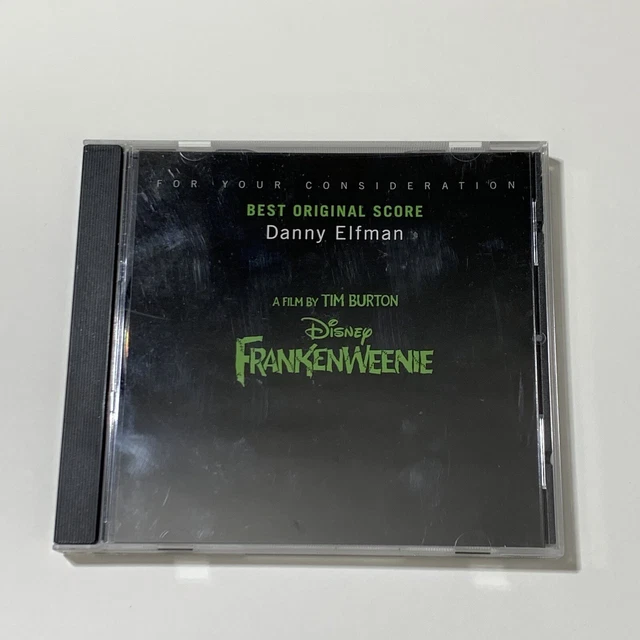 FOR YOUR CONSIDERATION
BEST ORIGINAL SCORE
Danny Elfman
A FILM BY TIM BURTON
Disney
FRANKENWEENIE